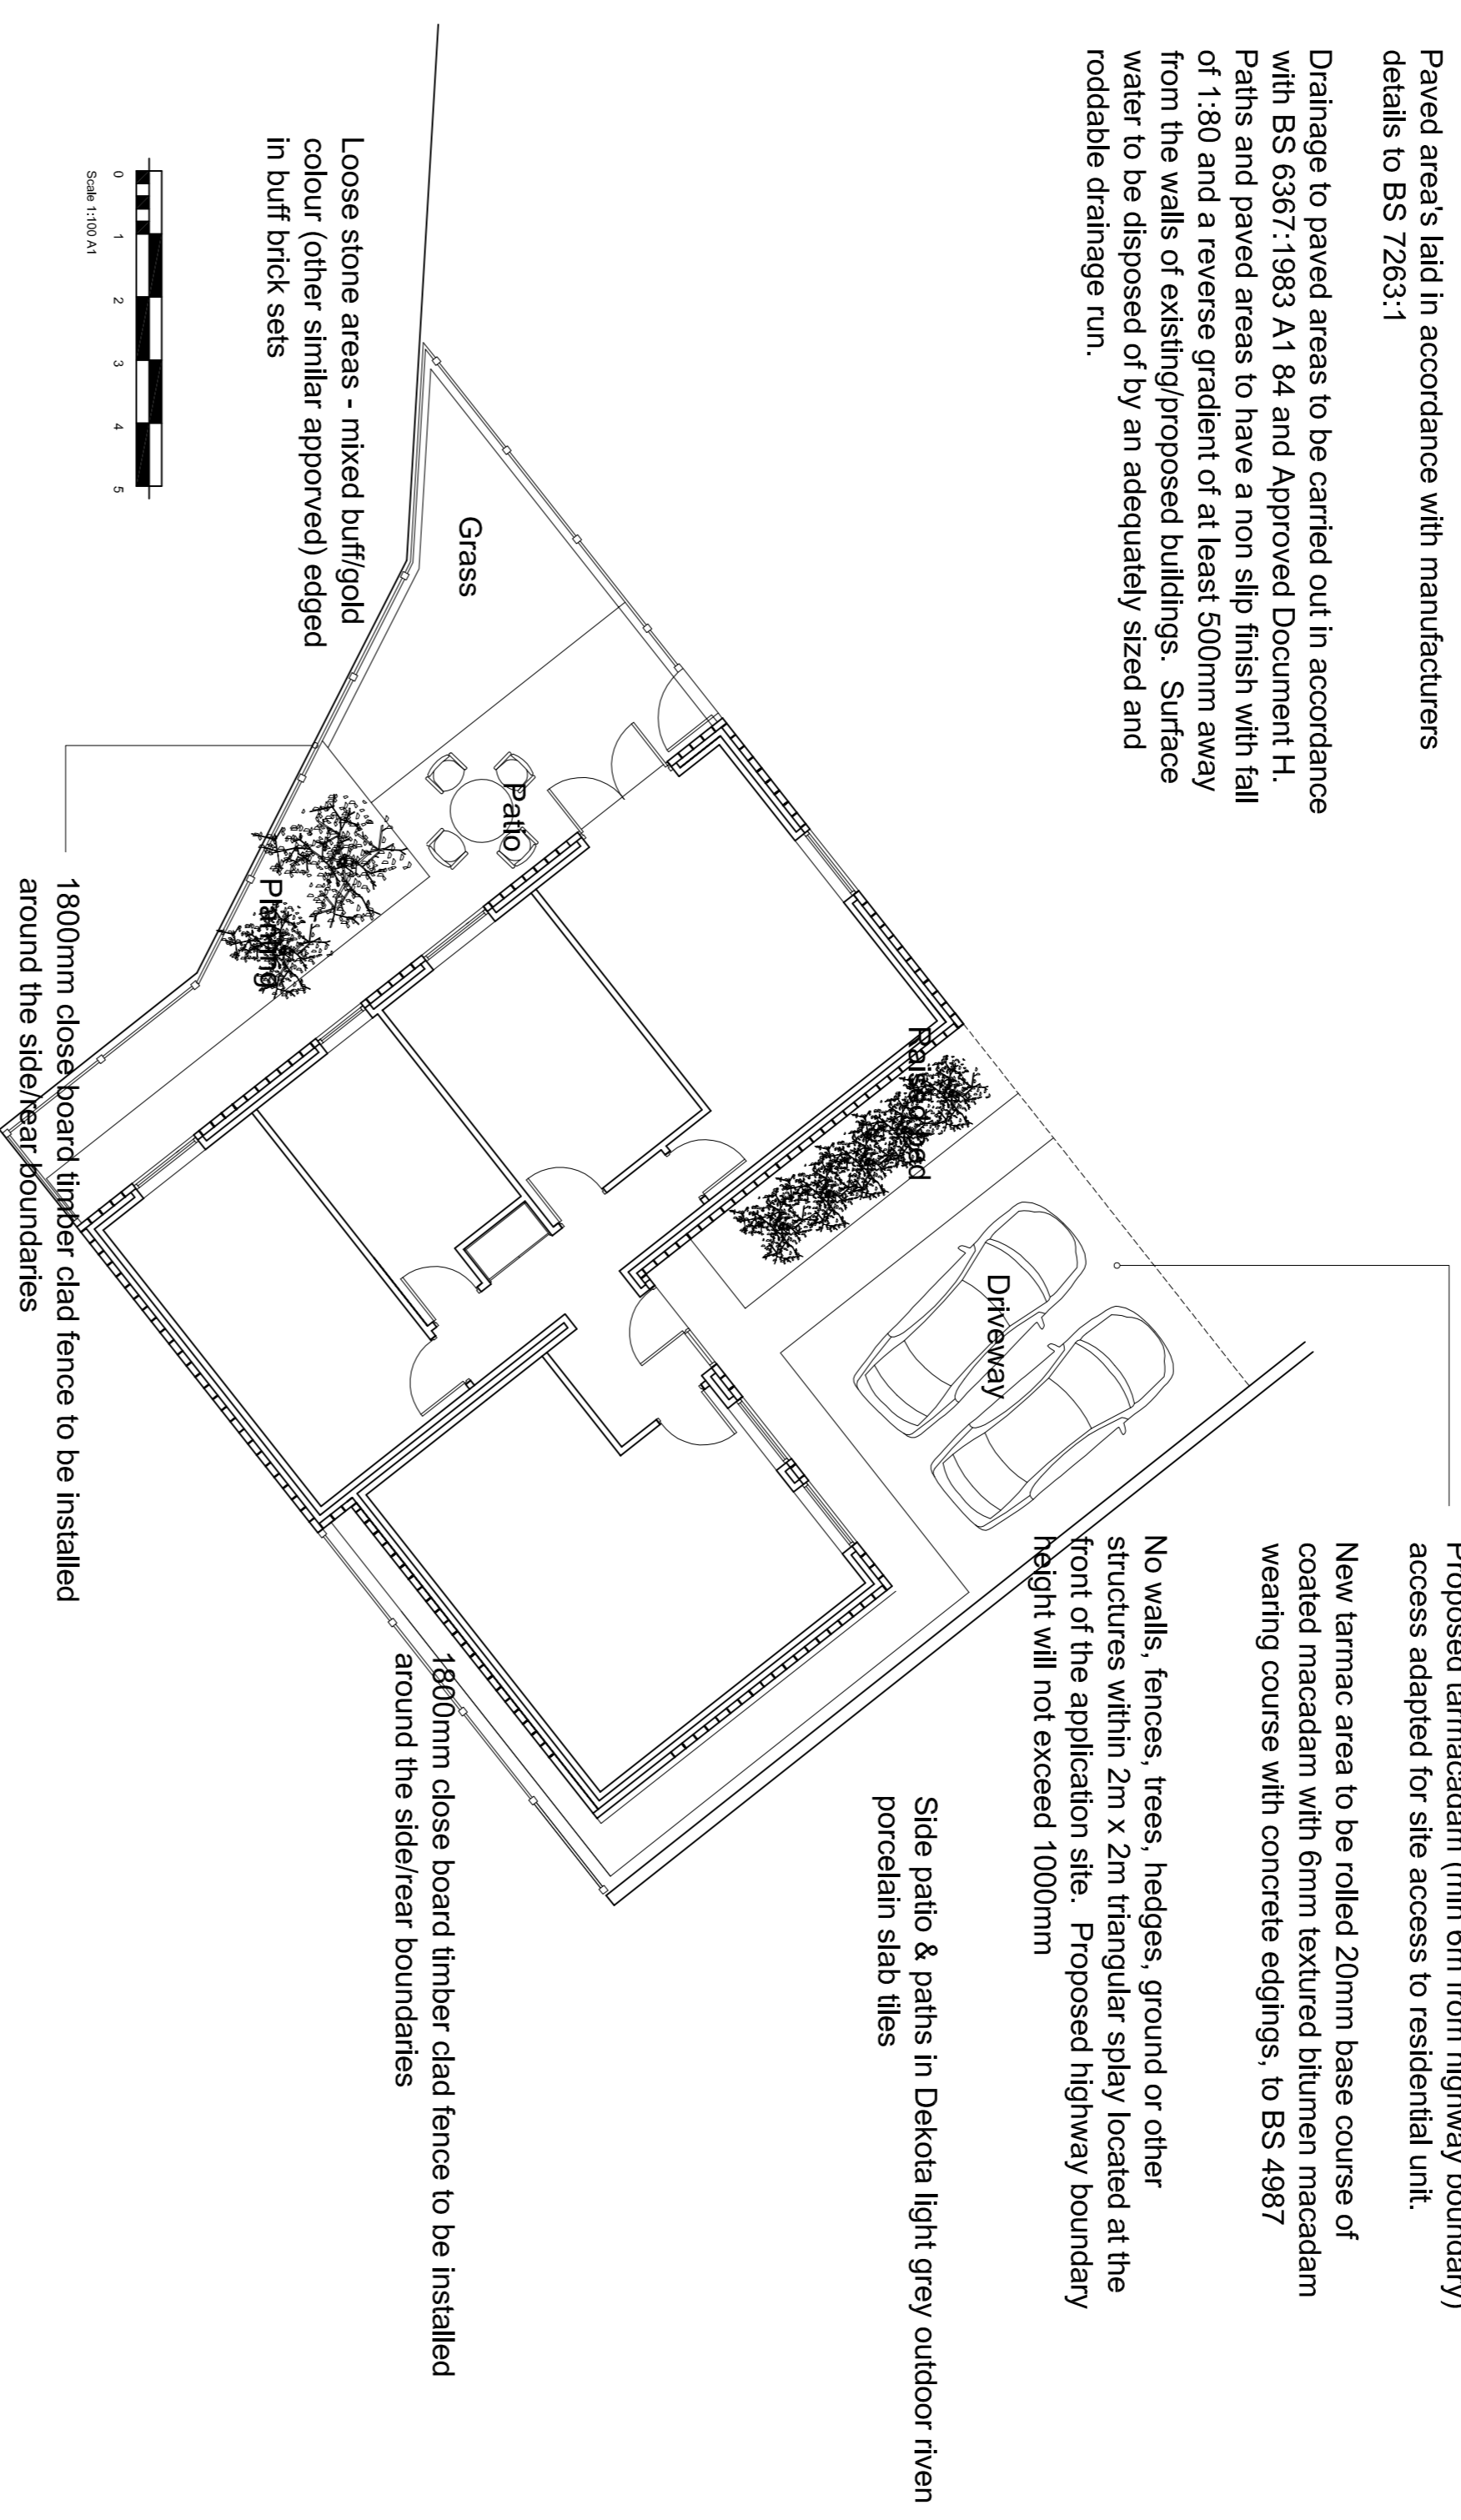 Paved area's laid in accordance with manufacturers
details to BS 7263:1
Drainage to paved areas to be carried out in accordance
with BS 6367:1983 A1 84 and Approved Document H.
Paths and paved areas to have a non slip finish with fall
of 1:80 and a reverse gradient of at least 500mm away
from the walls of existing/proposed buildings. Surface
water to be disposed of by an adequately sized and
roddable drainage run.
Proposed tarmacadam (min 6m from highway boundary)
access adapted for site access to residential unit.
New tarmac area to be rolled 20mm base course of
coated macadam with 6mm textured bitumen macadam
wearing course with concrete edgings, to BS 4987
No walls, fences, trees, hedges, ground or other
structures within 2m x 2m triangular splay located at the
front of the application site. Proposed highway boundary
height will not exceed 1000mm
Driveway
Raised bed
Side patio & paths in Dekota light grey outdoor riven
porcelain slab tiles
Patio
Grass
Planting
1800mm close board timber clad fence to be installed
around the side/rear boundaries
Loose stone areas - mixed buff/gold
colour (other similar apporved) edged
in buff brick sets
1800mm close board timber clad fence to be installed
around the side/rear boundaries
0 1 2 3 4 5
Scale 1:100 A1